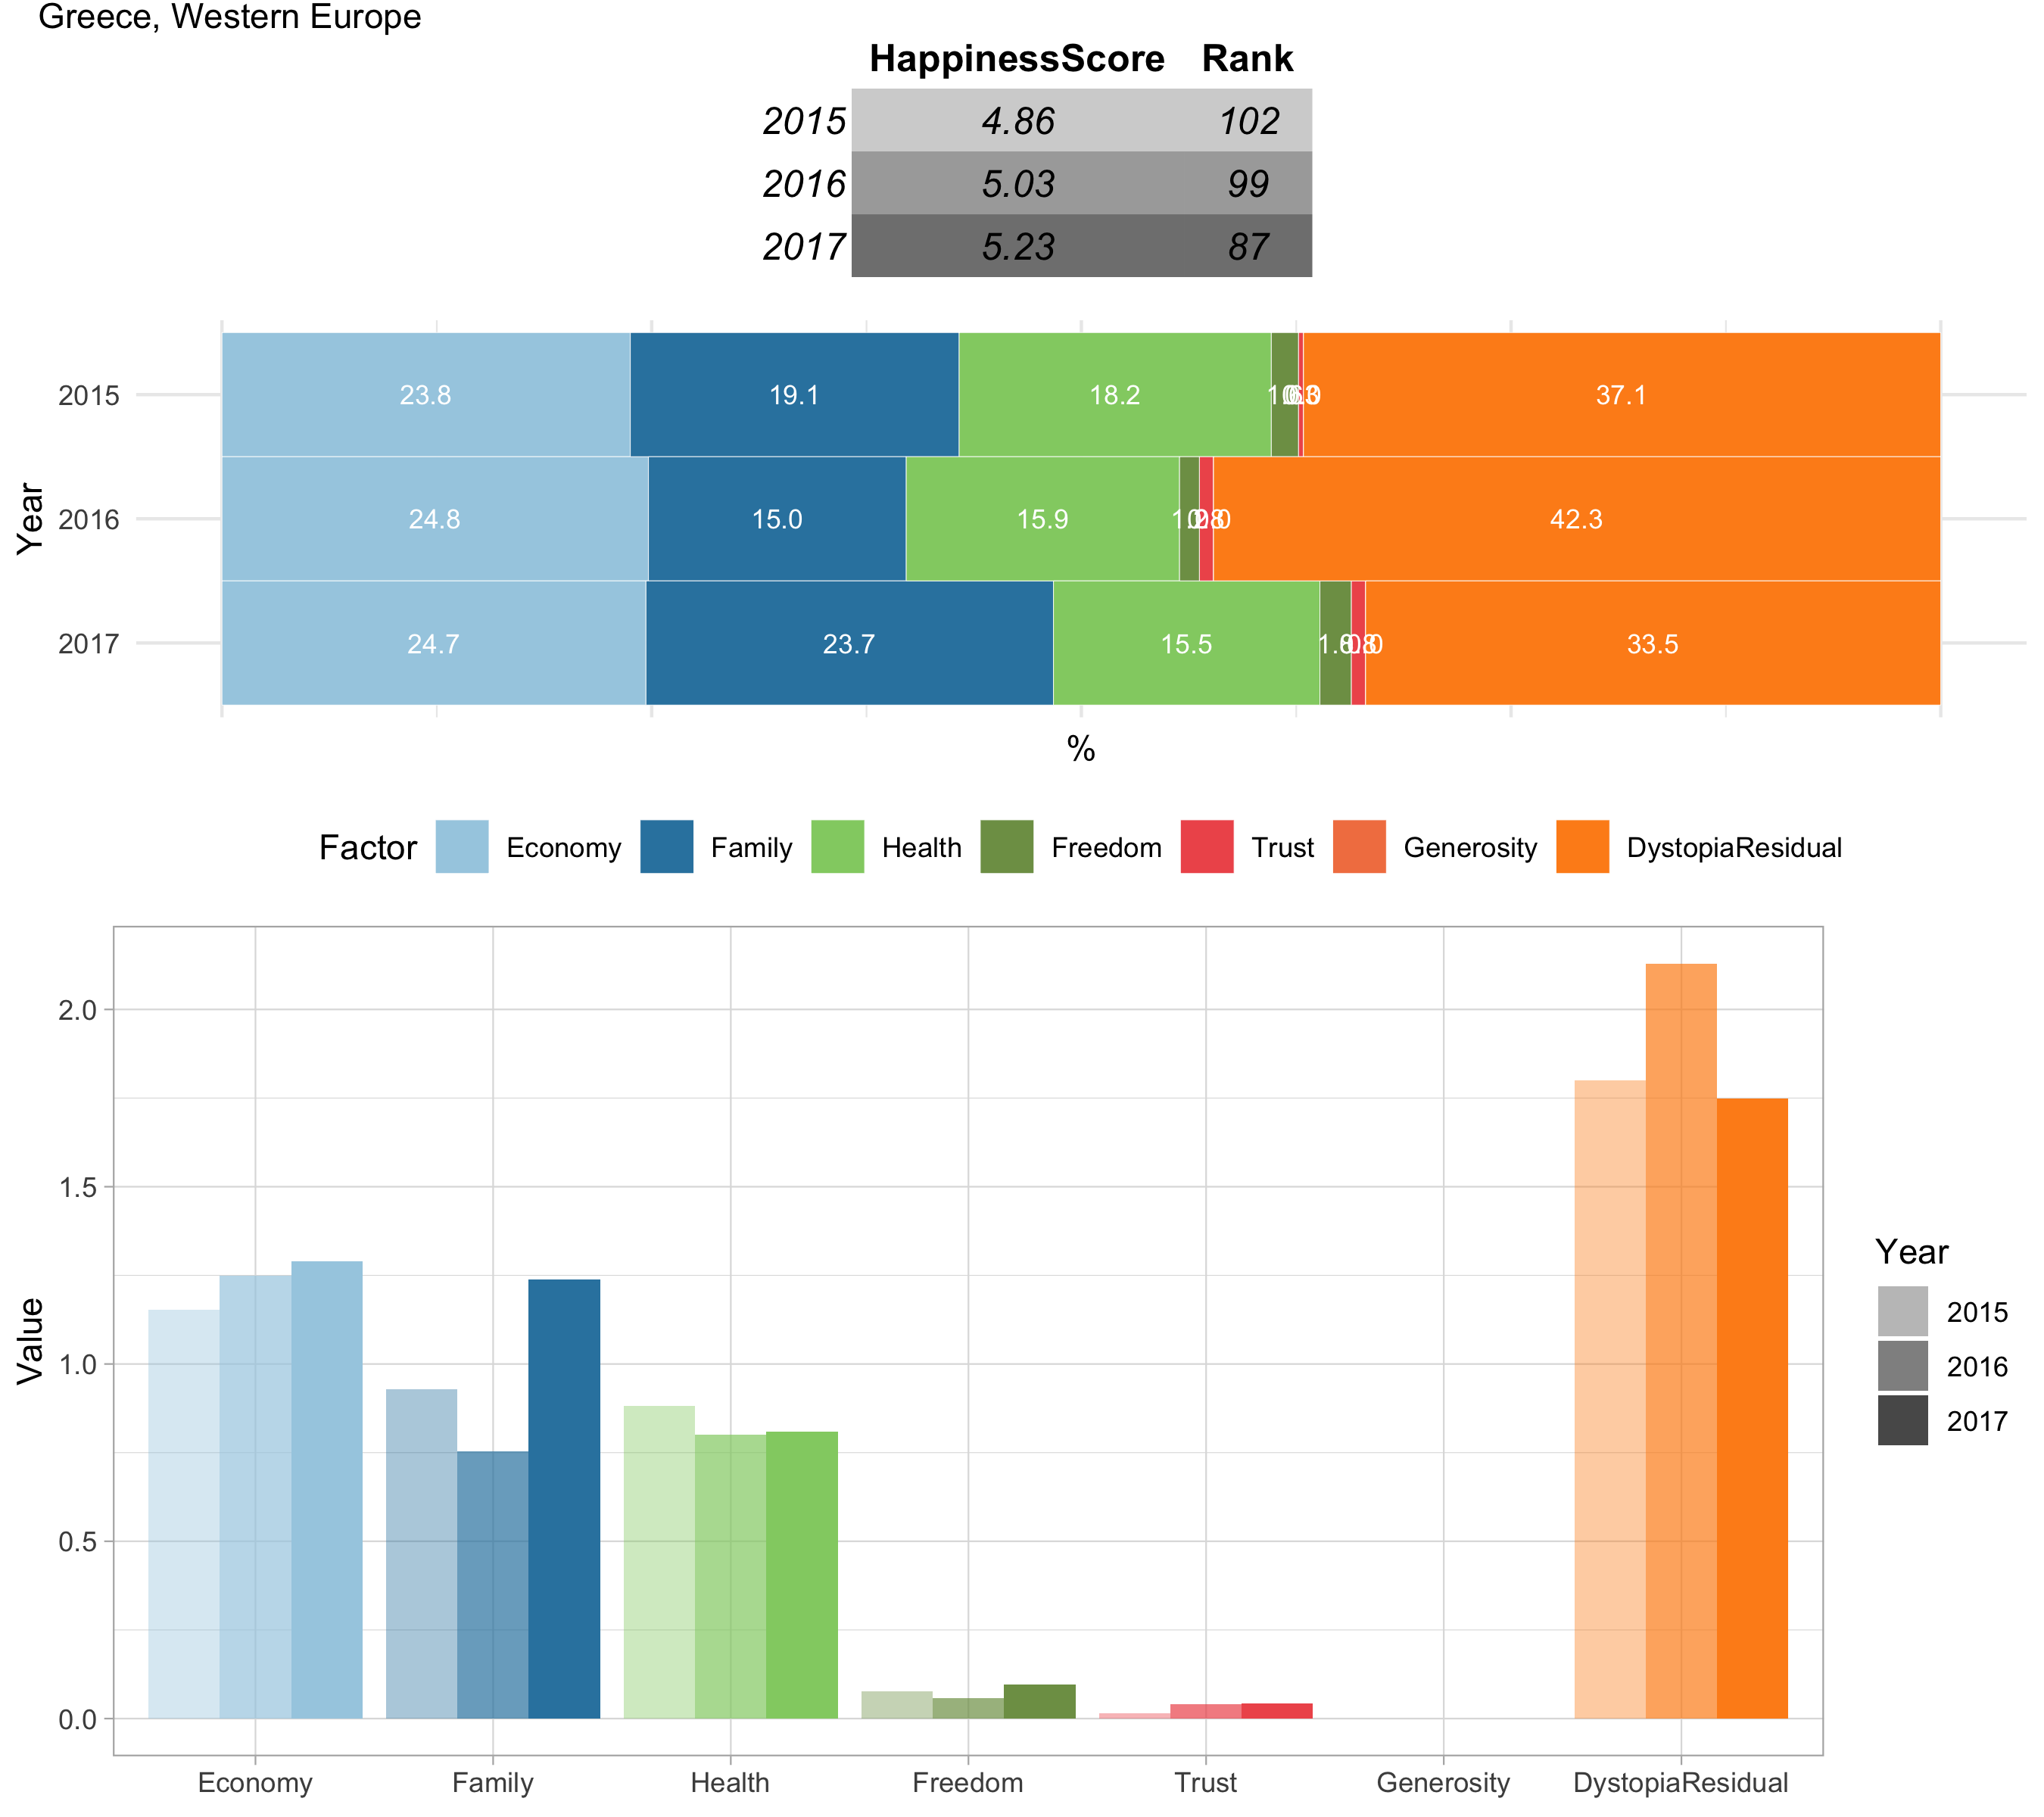 Greece, Western Europe
HappinessScore Rank
2015 4.86 102
2016 5.03 99
2017 5.23 87
2015 23.8 19.1 18.2 37.1
2016 24.8 15.0 15.9 42.3
2017 24.7 23.7 15.5 33.5
Year
%
Factor Economy Family Health Freedom Trust Generosity DystopiaResidual
2.0
1.5
1.0
0.5
0.0
Value
Economy Family Health Freedom Trust Generosity DystopiaResidual
Year
2015
2016
2017